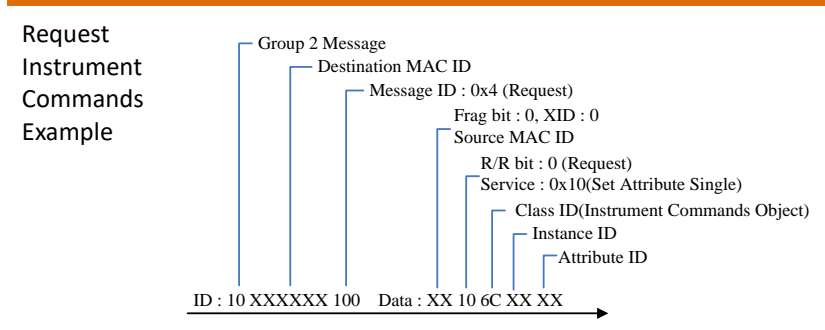 Request
Instrument
Commands
Example
Group 2 Message
Destination MAC ID
Message ID : 0x4 (Request)
Frag bit : 0, XID : 0
Source MAC ID
R/R bit : 0 (Request)
Service : 0x10(Set Attribute Single)
Class ID(Instrument Commands Object)
Instance ID
Attribute ID
ID : 10 XXXXXX 100 Data : XX 10 6C XX XX